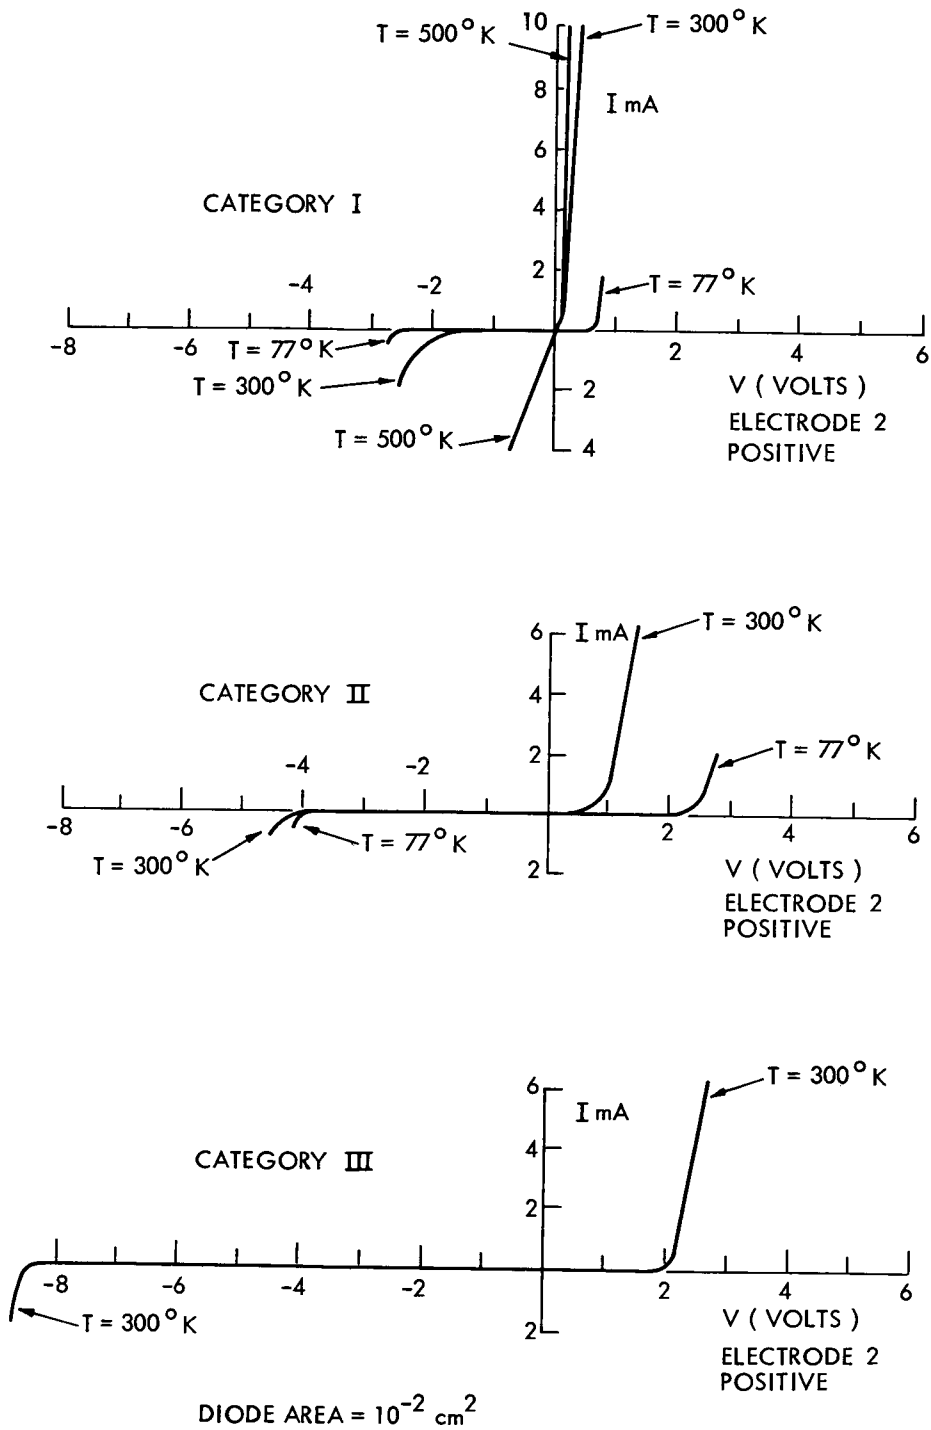 10
T = 500° K
T = 300° K
8
I mA
6
CATEGORY I
4
2
-4
-2
T = 77° K
-8
-6
T = 77° K
2
4
6
T = 300° K
2
V ( VOLTS )
ELECTRODE 2
POSITIVE
T = 500° K
4
6
I mA
T = 300° K
CATEGORY II
4
2
T = 77° K
-4
-2
-8
-6
2
4
6
T = 300° K
T = 77° K
2
V ( VOLTS )
ELECTRODE 2
POSITIVE
6
I mA
T = 300° K
CATEGORY III
4
2
-8
-6
-4
-2
2
4
6
T = 300° K
2
V ( VOLTS )
ELECTRODE 2
POSITIVE
DIODE AREA = 10⁻² cm²